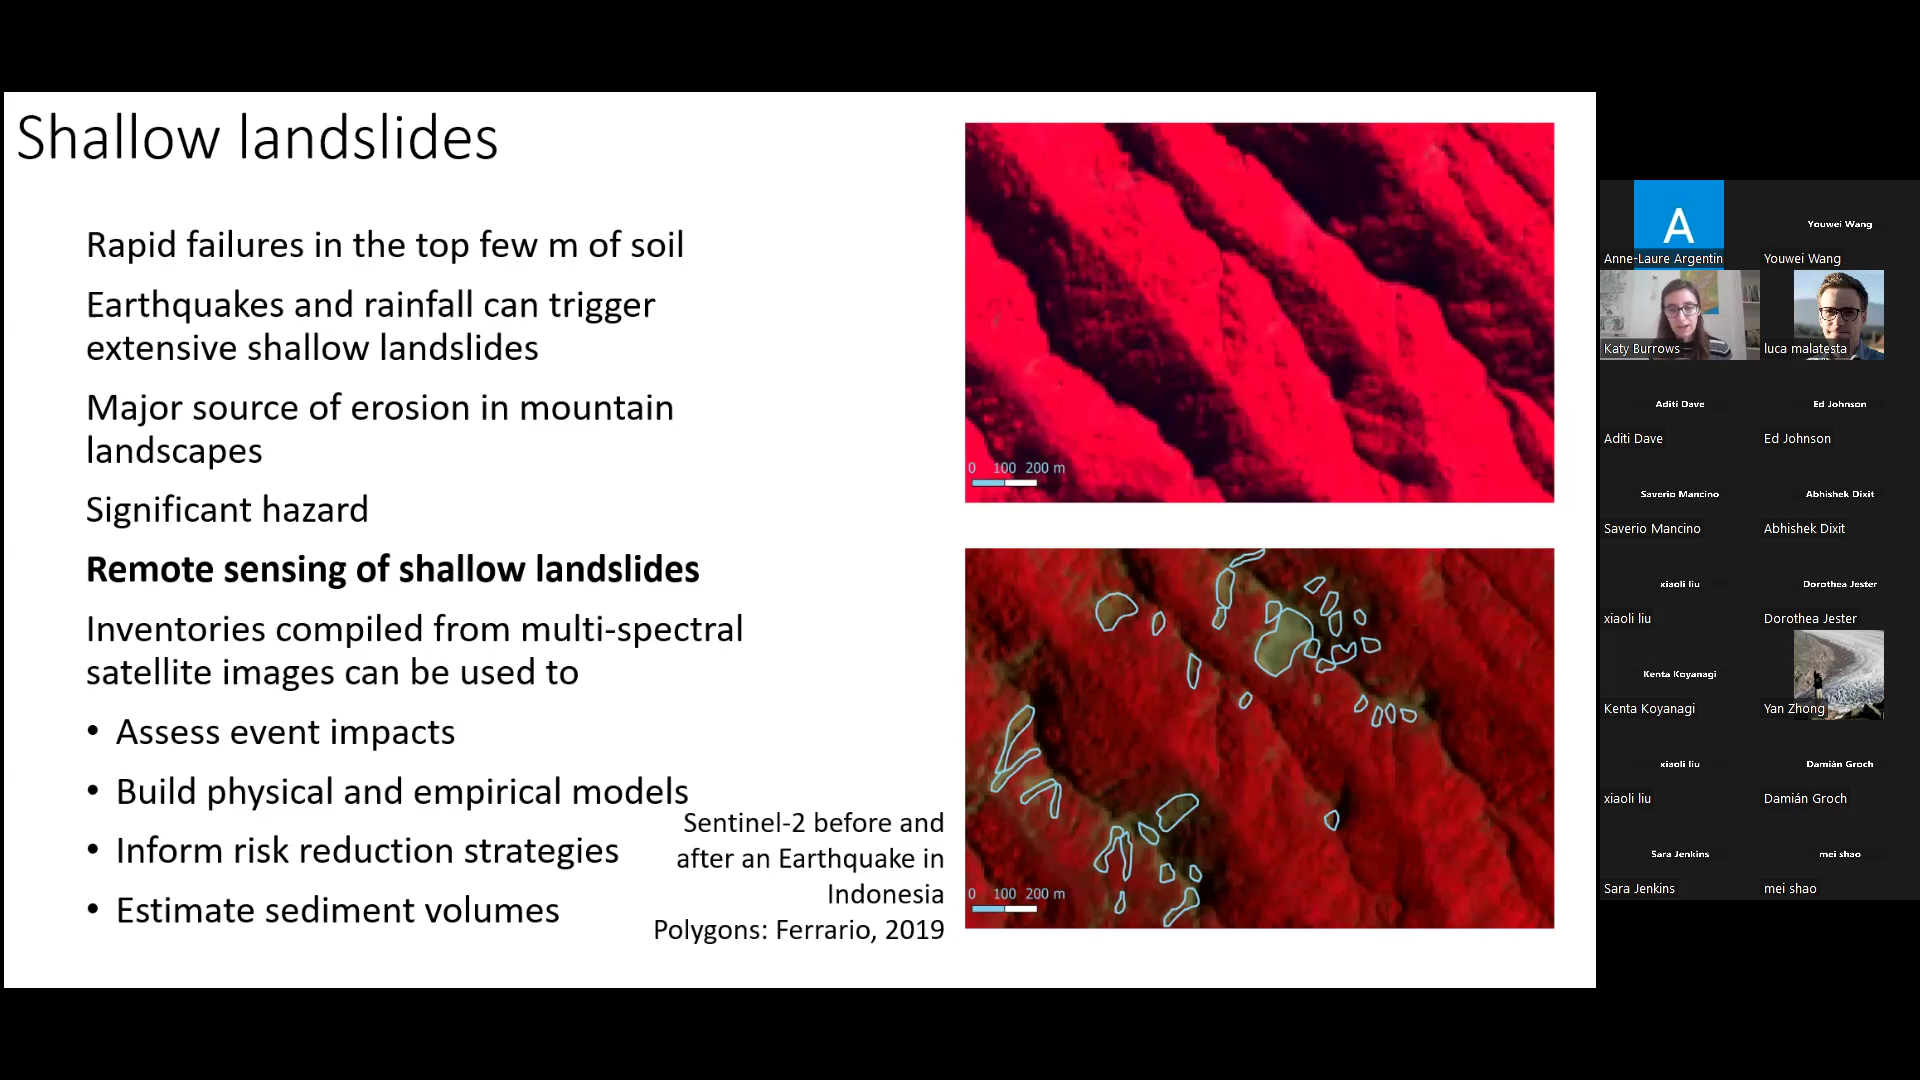 Shallow landslides
Rapid failures in the top few m of soil
Earthquakes and rainfall can trigger
extensive shallow landslides
Major source of erosion in mountain
landscapes
Significant hazard
Remote sensing of shallow landslides
Inventories compiled from multi-spectral
satellite images can be used to
• Assess event impacts
• Build physical and empirical models
• Inform risk reduction strategies
• Estimate sediment volumes
Sentinel-2 before and
after an Earthquake in
Indonesia
Polygons: Ferrario, 2019
0 100 200 m
0 100 200 m
A
Anne-Laure Argentin
Youwei Wang
Youwei Wang
Katy Burrows
luca malatesta
Aditi Dave
Aditi Dave
Ed Johnson
Ed Johnson
Saverio Mancino
Saverio Mancino
Abhishek Dixit
Abhishek Dixit
xiaoli liu
xiaoli liu
Dorothea Jester
Dorothea Jester
Kenta Koyanagi
Kenta Koyanagi
Yan Zhong
xiaoli liu
xiaoli liu
Damián Groch
Damián Groch
Sara Jenkins
Sara Jenkins
mei shao
mei shao